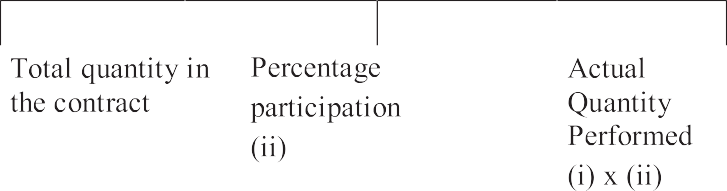 Total quantity in
the contract
Percentage
participation
(ii)
Actual
Quantity
Performed
(i) x (ii)